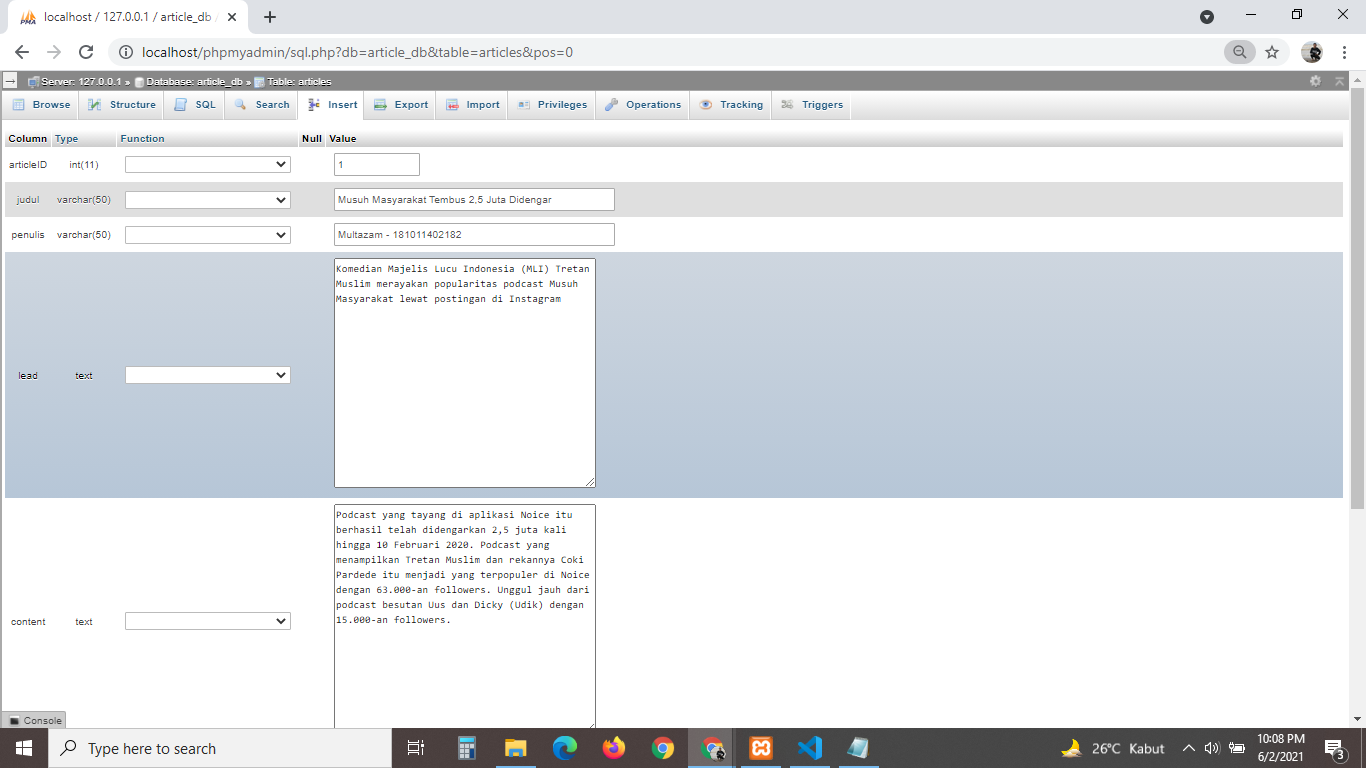 PMA localhost / 127.0.0.1 / article_db /
localhost/phpmyadmin/sql.php?db=article_db&table=articles&pos=0
Server: 127.0.0.1 » Database: article_db » Table: articles
Browse Structure SQL Search Insert Export Import Privileges Operations Tracking Triggers
Column Type Function Null Value
articleID int(11) 1
judul varchar(50) Musuh Masyarakat Tembus 2,5 Juta Didengar
penulis varchar(50) Multazam - 181011402182
lead text
Komedian Majelis Lucu Indonesia (MLI) Tretan
Muslim merayakan popularitas podcast Musuh
Masyarakat lewat postingan di Instagram
content text
Podcast yang tayang di aplikasi Noice itu
berhasil telah didengarkan 2,5 juta kali
hingga 10 Februari 2020. Podcast yang
menampilkan Tretan Muslim dan rekannya Coki
Pardede itu menjadi yang terpopuler di Noice
dengan 63.000-an followers. Unggul jauh dari
podcast besutan Uus dan Dicky (Udik) dengan
15.000-an followers.
Console
Type here to search
26°C Kabut
10:08 PM
6/2/2021
3